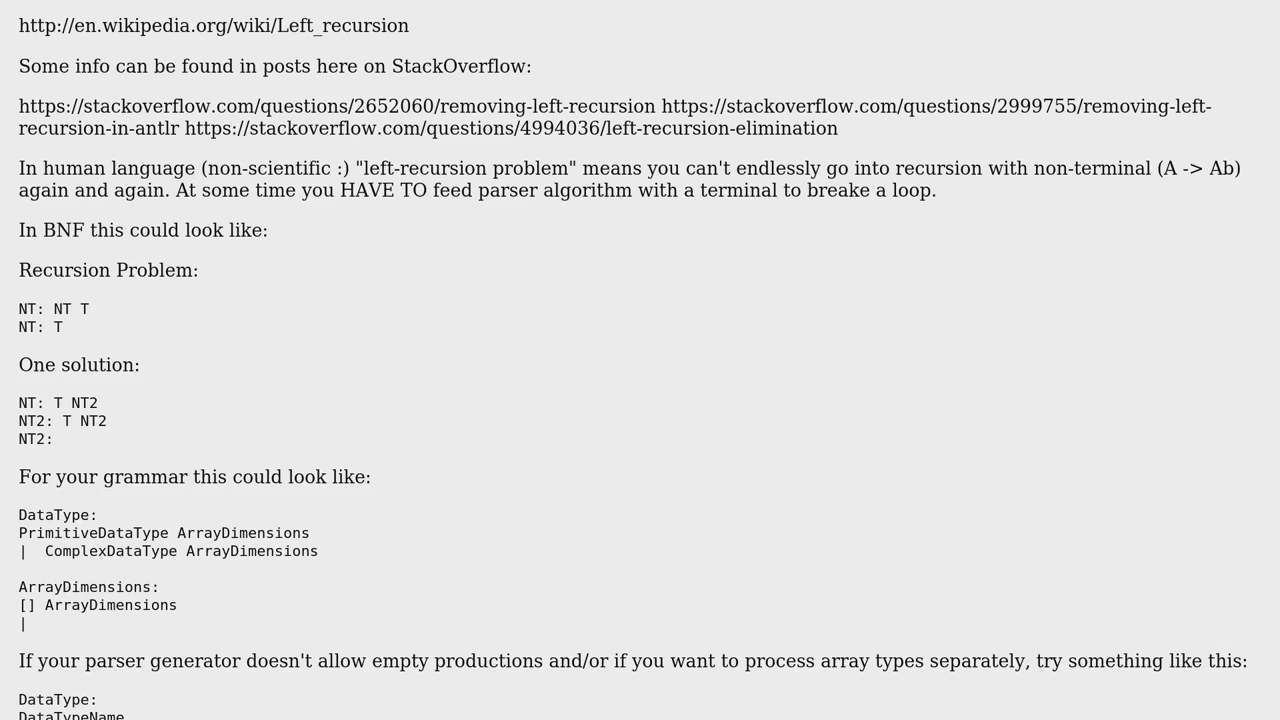 http://en.wikipedia.org/wiki/Left_recursion
Some info can be found in posts here on StackOverflow:
https://stackoverflow.com/questions/2652060/removing-left-recursion https://stackoverflow.com/questions/2999755/removing-left-
recursion-in-antlr https://stackoverflow.com/questions/4994036/left-recursion-elimination
In human language (non-scientific :) "left-recursion problem" means you can't endlessly go into recursion with non-terminal (A -> Ab)
again and again. At some time you HAVE TO feed parser algorithm with a terminal to breake a loop.
In BNF this could look like:
Recursion Problem:
NT: NT T
NT: T
One solution:
NT: T NT2
NT2: T NT2
NT2:
For your grammar this could look like:
DataType:
PrimitiveDataType ArrayDimensions
|  ComplexDataType ArrayDimensions
ArrayDimensions:
[] ArrayDimensions
|
If your parser generator doesn't allow empty productions and/or if you want to process array types separately, try something like this:
DataType:
DataTypeName